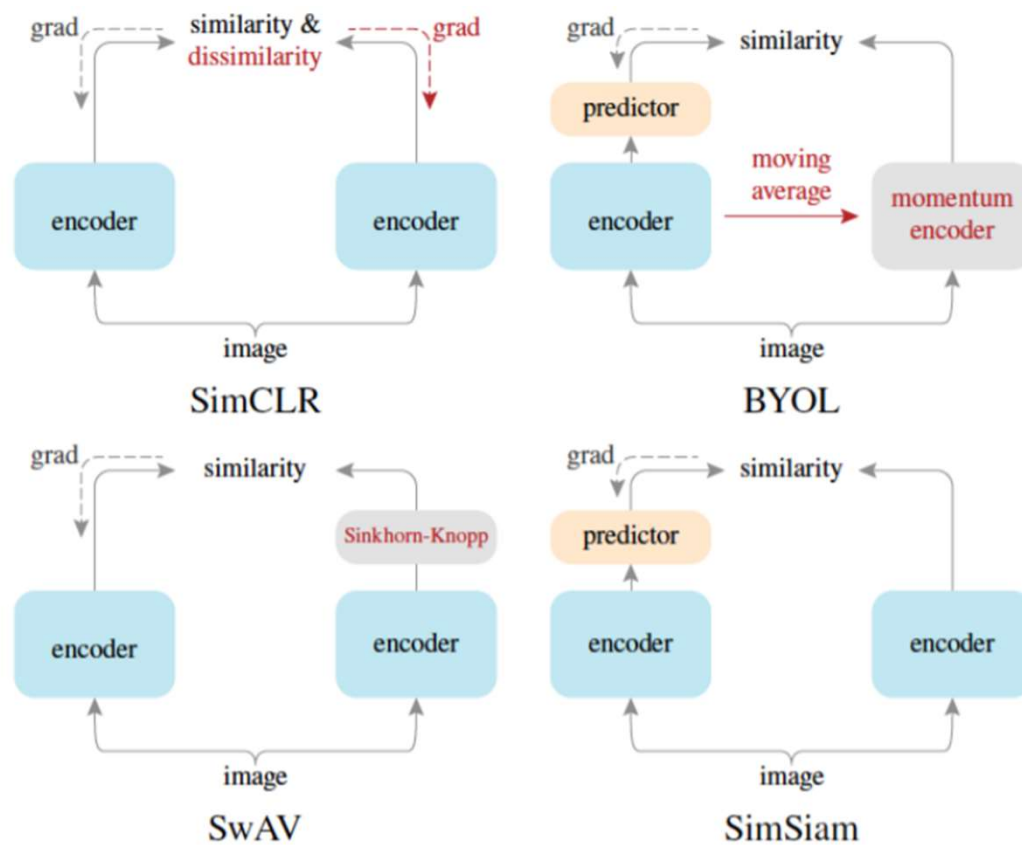 grad
similarity &
dissimilarity
grad
encoder
encoder
image
SimCLR
grad
similarity
predictor
encoder
moving
average
momentum
encoder
image
BYOL
grad
similarity
Sinkhorn-Knopp
encoder
encoder
image
SwAV
grad
similarity
predictor
encoder
encoder
image
SimSiam